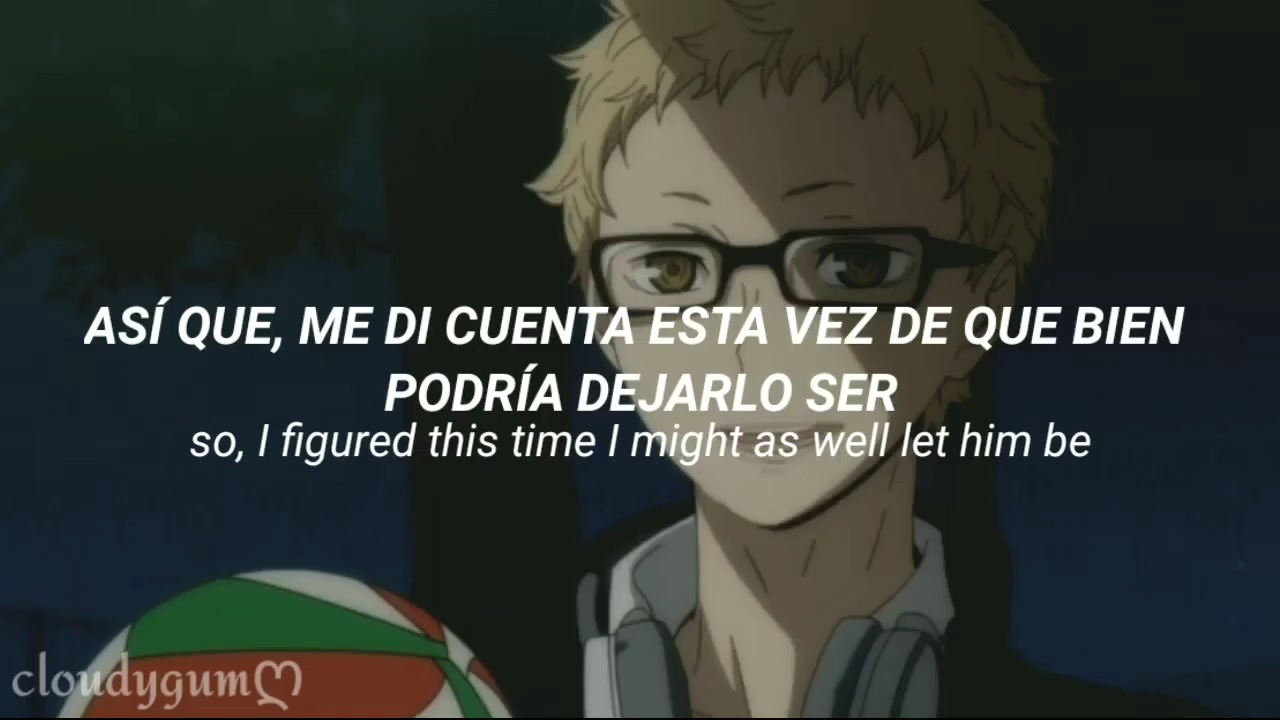 ASÍ QUE, ME DI CUENTA ESTA VEZ DE QUE BIEN
PODRÍA DEJARLO SER
so, I figured this time I might as well let him be
cloudygumღ